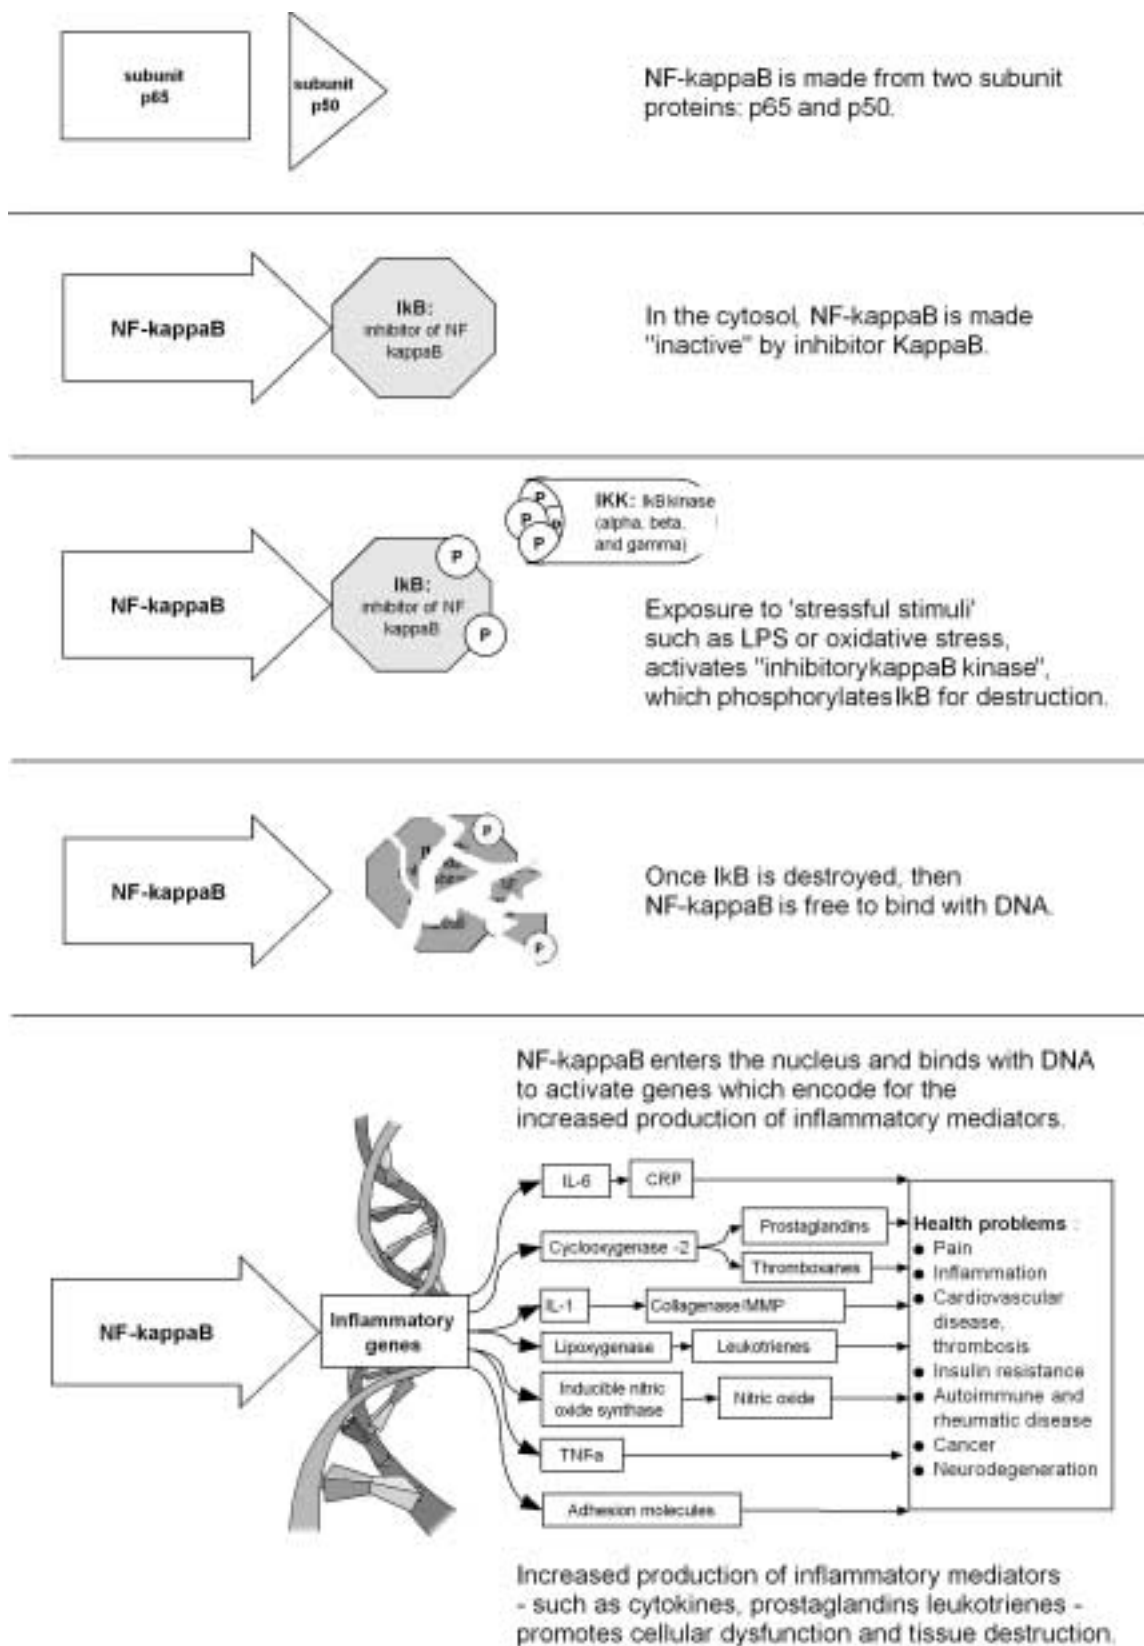 subunit
p65
subunit
p50
NF-kappaB is made from two subunit
proteins: p65 and p50.
NF-kappaB
IkB:
inhibitor of NF
kappaB
In the cytosol, NF-kappaB is made
"inactive" by inhibitor KappaB.
P
P
P
P
IKK: IkB kinase
(alpha, beta,
and gamma)
NF-kappaB
IkB:
inhibitor of NF
kappaB
P
P
Exposure to 'stressful stimuli'
such as LPS or oxidative stress,
activates "inhibitorykappaB kinase",
which phosphorylatesIkB for destruction.
NF-kappaB
P
P
Once IkB is destroyed, then
NF-kappaB is free to bind with DNA.
NF-kappaB enters the nucleus and binds with DNA
to activate genes which encode for the
increased production of inflammatory mediators.
NF-kappaB
Inflammatory
genes
IL-6
CRP
Cyclooxygenase -2
Prostaglandins
Thromboxanes
IL-1
Collagenase/MMP
Lipoxygenase
Leukotrienes
Inducible nitric
oxide synthase
Nitric oxide
TNFa
Adhesion molecules
Health problems :
● Pain
● Inflammation
● Cardiovascular
disease,
thrombosis
● Insulin resistance
● Autoimmune and
rheumatic disease
● Cancer
● Neurodegeneration
Increased production of inflammatory mediators
- such as cytokines, prostaglandins leukotrienes -
promotes cellular dysfunction and tissue destruction.